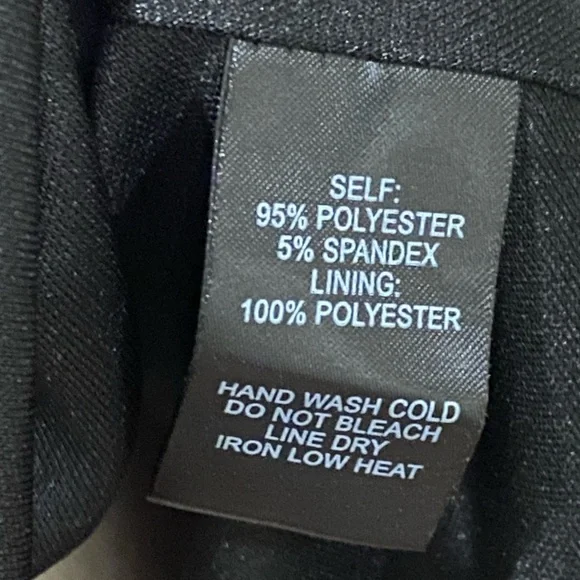 SELF:
95% POLYESTER
5% SPANDEX
LINING:
100% POLYESTER
HAND WASH COLD
DO NOT BLEACH
LINE DRY
IRON LOW HEAT